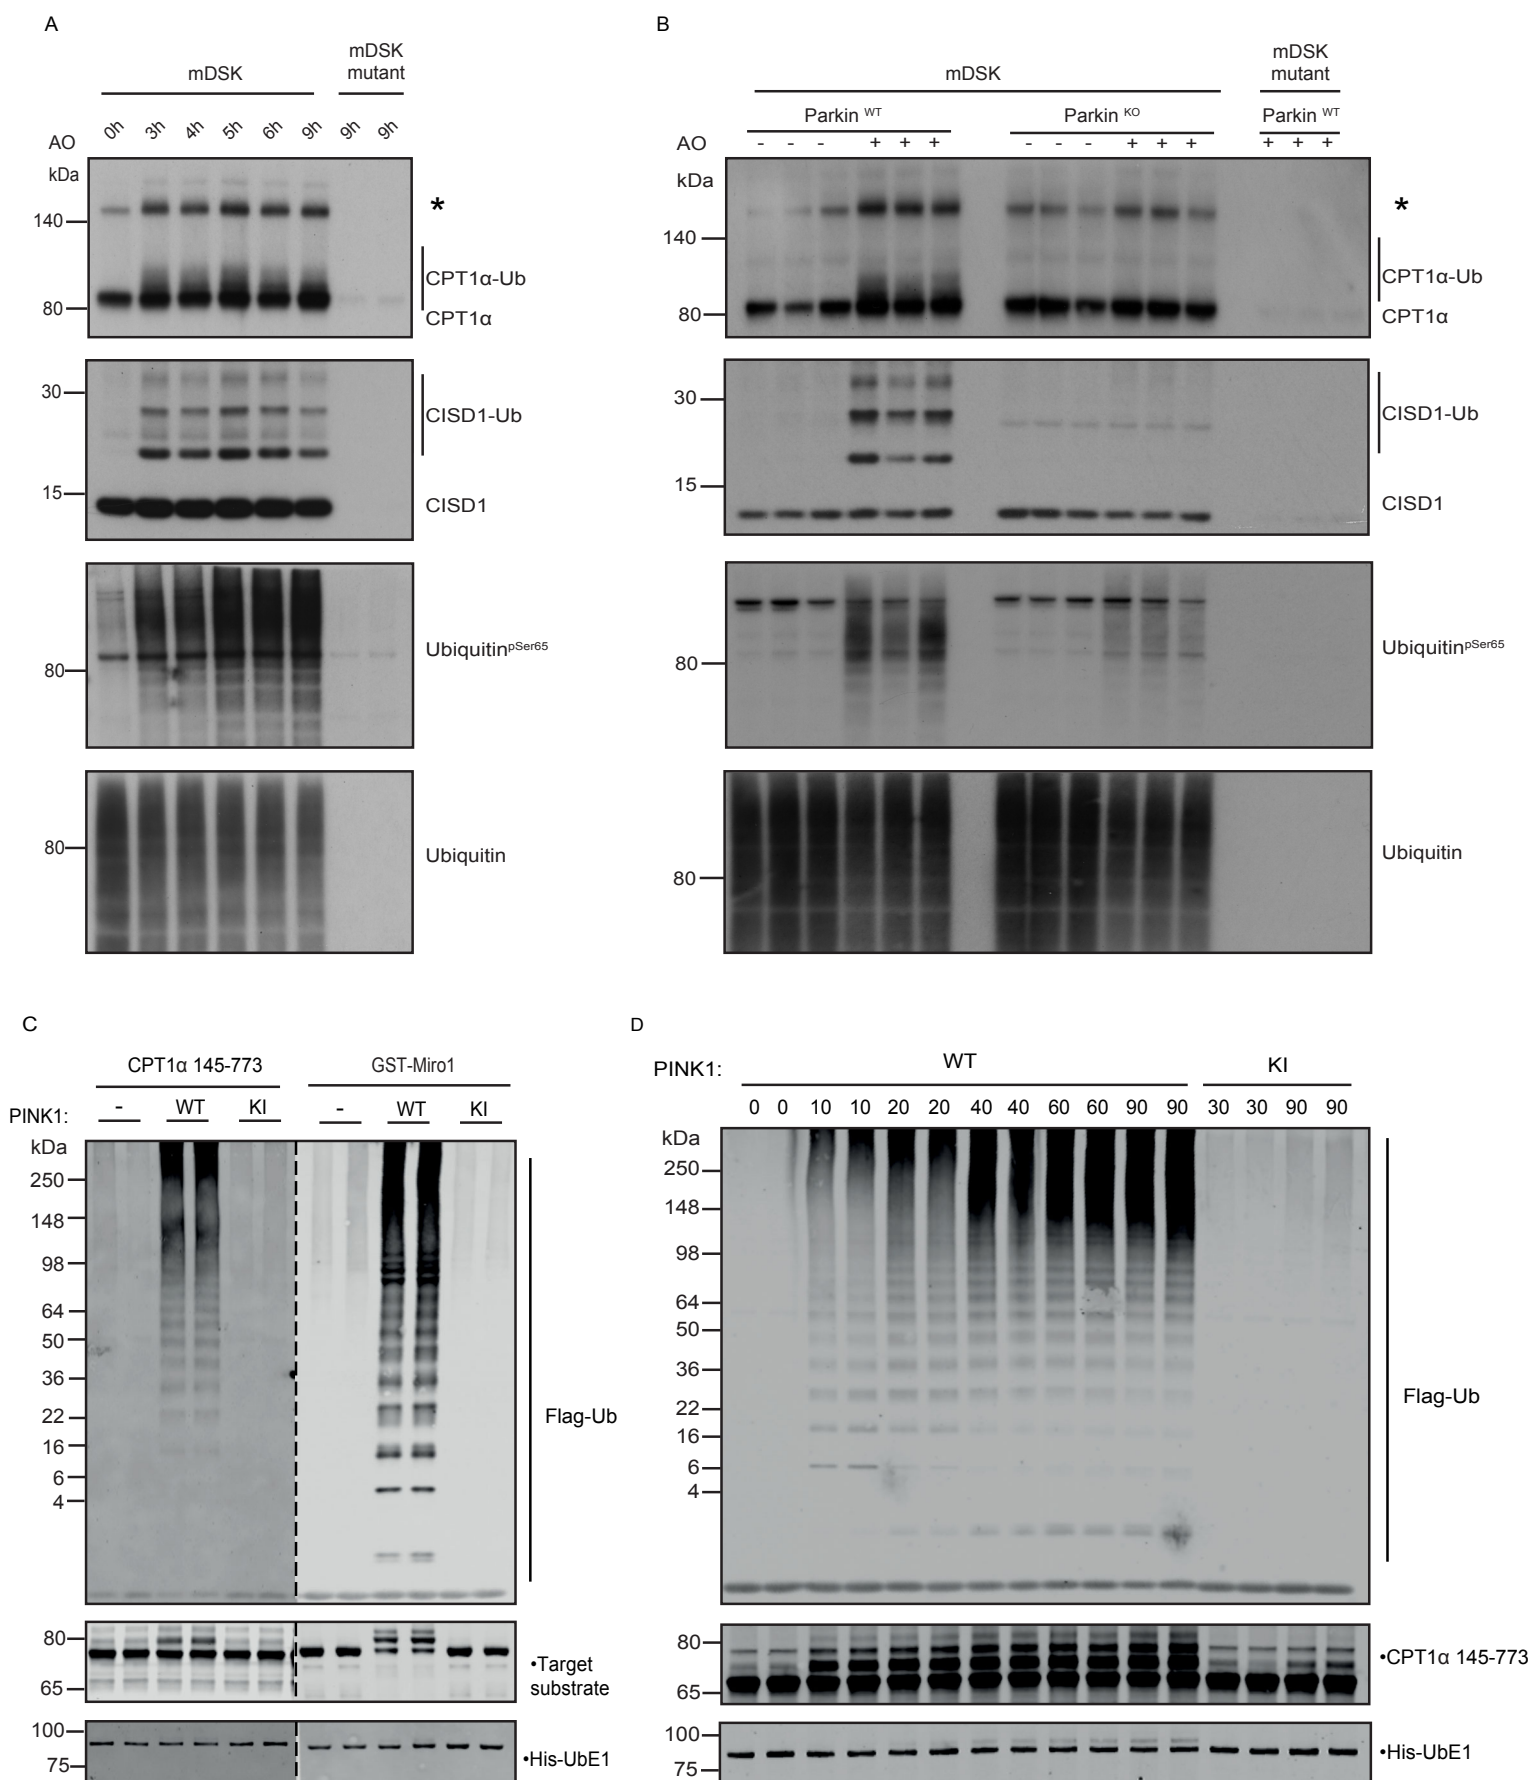 A
mDSK
mDSK
mutant
AO
0h 3h 4h 5h 6h 9h 9h 9h
kDa
140
80
*
CPT1α-Ub
CPT1α
30
15
CISD1-Ub
CISD1
80
Ubiquitin pSer65
80
Ubiquitin
B
mDSK
mDSK
mutant
Parkin WT
Parkin KO
Parkin WT
AO
- - - + + + - - - + + + + + +
kDa
140
80
*
CPT1α-Ub
CPT1α
30
15
CISD1-Ub
CISD1
80
Ubiquitin pSer65
80
Ubiquitin
C
CPT1α 145-773
GST-Miro1
PINK1: - WT KI - WT KI
kDa
250
148
98
64
50
36
22
16
6
4
Flag-Ub
80
65
•Target
substrate
100
75
•His-UbE1
D
PINK1: WT KI
0 0 10 10 20 20 40 40 60 60 90 90 30 30 90 90
kDa
250
148
98
64
50
36
22
16
6
4
Flag-Ub
80
65
•CPT1α 145-773
100
75
•His-UbE1